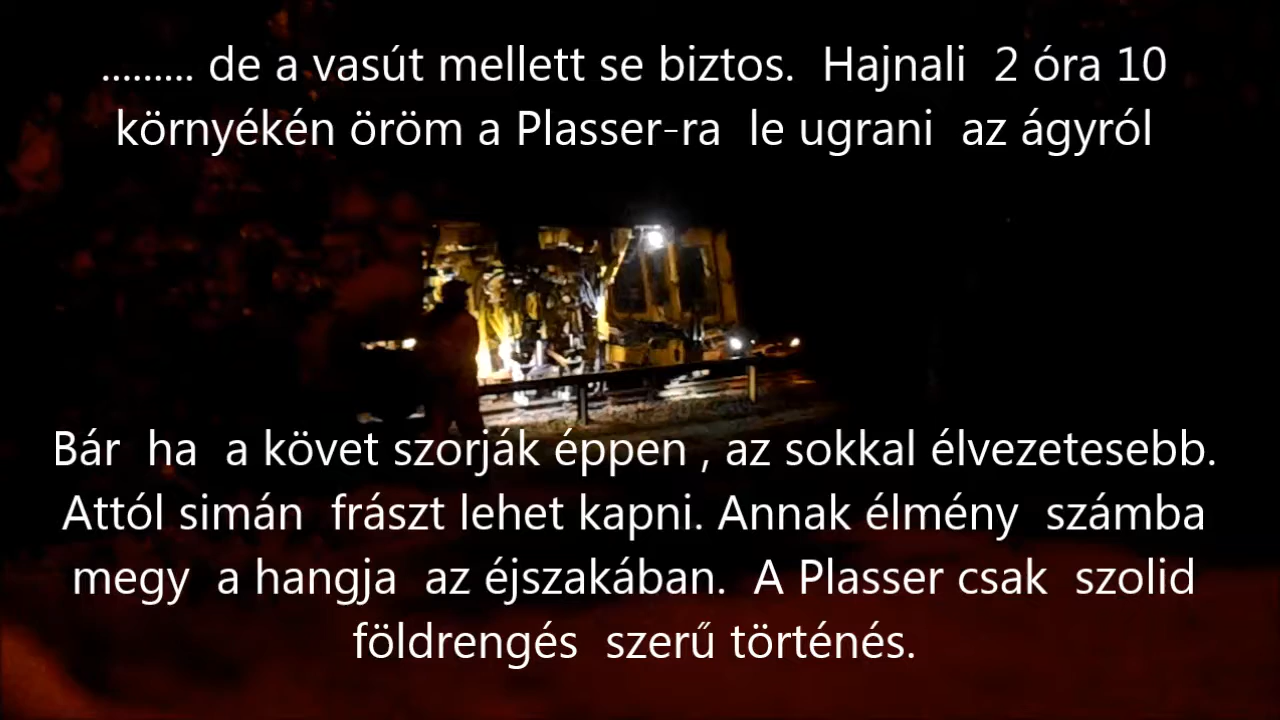 ......... de a vasút mellett se biztos.  Hajnali  2 óra 10
környékén öröm a Plasser-ra  le ugrani  az ágyról
Bár  ha  a követ szorják éppen , az sokkal élvezetesebb.
Attól simán  frászt lehet kapni. Annak élmény  számba
megy  a hangja  az éjszakában.  A Plasser csak  szolid
földrengés  szerű történés.